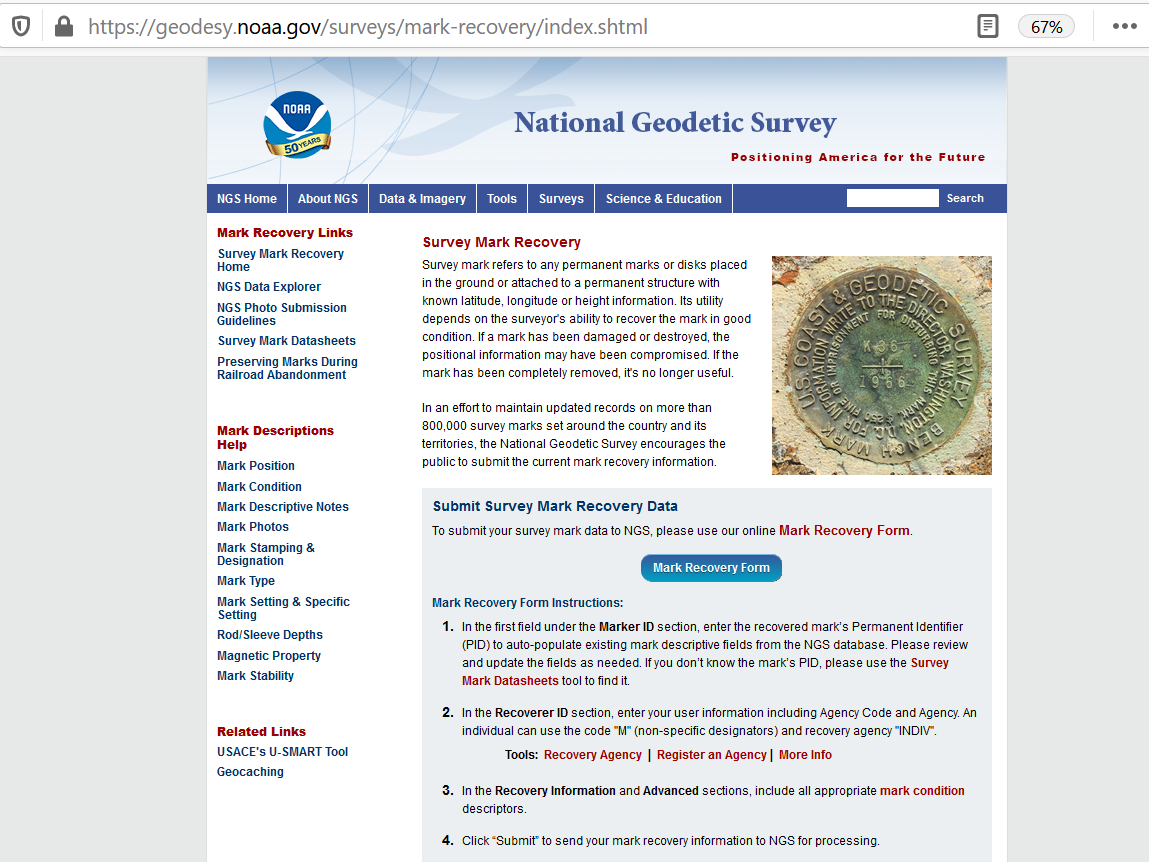 https://geodesy.noaa.gov/surveys/mark-recovery/index.shtml
67%
NOAA
50 YEARS
National Geodetic Survey
Positioning America for the Future
NGS Home
About NGS
Data & Imagery
Tools
Surveys
Science & Education
Search
Mark Recovery Links
Survey Mark Recovery
Home
NGS Data Explorer
NGS Photo Submission
Guidelines
Survey Mark Datasheets
Preserving Marks During
Railroad Abandonment
Mark Descriptions
Help
Mark Position
Mark Condition
Mark Descriptive Notes
Mark Photos
Mark Stamping &
Designation
Mark Type
Mark Setting & Specific
Setting
Rod/Sleeve Depths
Magnetic Property
Mark Stability
Related Links
USACE's U-SMART Tool
Geocaching
Survey Mark Recovery
Survey mark refers to any permanent marks or disks placed
in the ground or attached to a permanent structure with
known latitude, longitude or height information. Its utility
depends on the surveyor's ability to recover the mark in good
condition. If a mark has been damaged or destroyed, the
positional information may have been compromised. If the
mark has been completely removed, it's no longer useful.
In an effort to maintain updated records on more than
800,000 survey marks set around the country and its
territories, the National Geodetic Survey encourages the
public to submit the current mark recovery information.
U.S. COAST & GEODETIC SURVEY
BENCH MARK
FOR INFORMATION WRITE TO THE DIRECTOR, WASHINGTON, D.C.
$250 FINE OR IMPRISONMENT FOR DISTURBING THIS MARK.
1966
Submit Survey Mark Recovery Data
To submit your survey mark data to NGS, please use our online Mark Recovery Form.
Mark Recovery Form
Mark Recovery Form Instructions:
1. In the first field under the Marker ID section, enter the recovered mark's Permanent Identifier
(PID) to auto-populate existing mark descriptive fields from the NGS database. Please review
and update the fields as needed. If you don't know the mark's PID, please use the Survey
Mark Datasheets tool to find it.
2. In the Recoverer ID section, enter your user information including Agency Code and Agency. An
individual can use the code "M" (non-specific designators) and recovery agency "INDIV".
Tools: Recovery Agency | Register an Agency | More Info
3. In the Recovery Information and Advanced sections, include all appropriate mark condition
descriptors.
4. Click “Submit” to send your mark recovery information to NGS for processing.